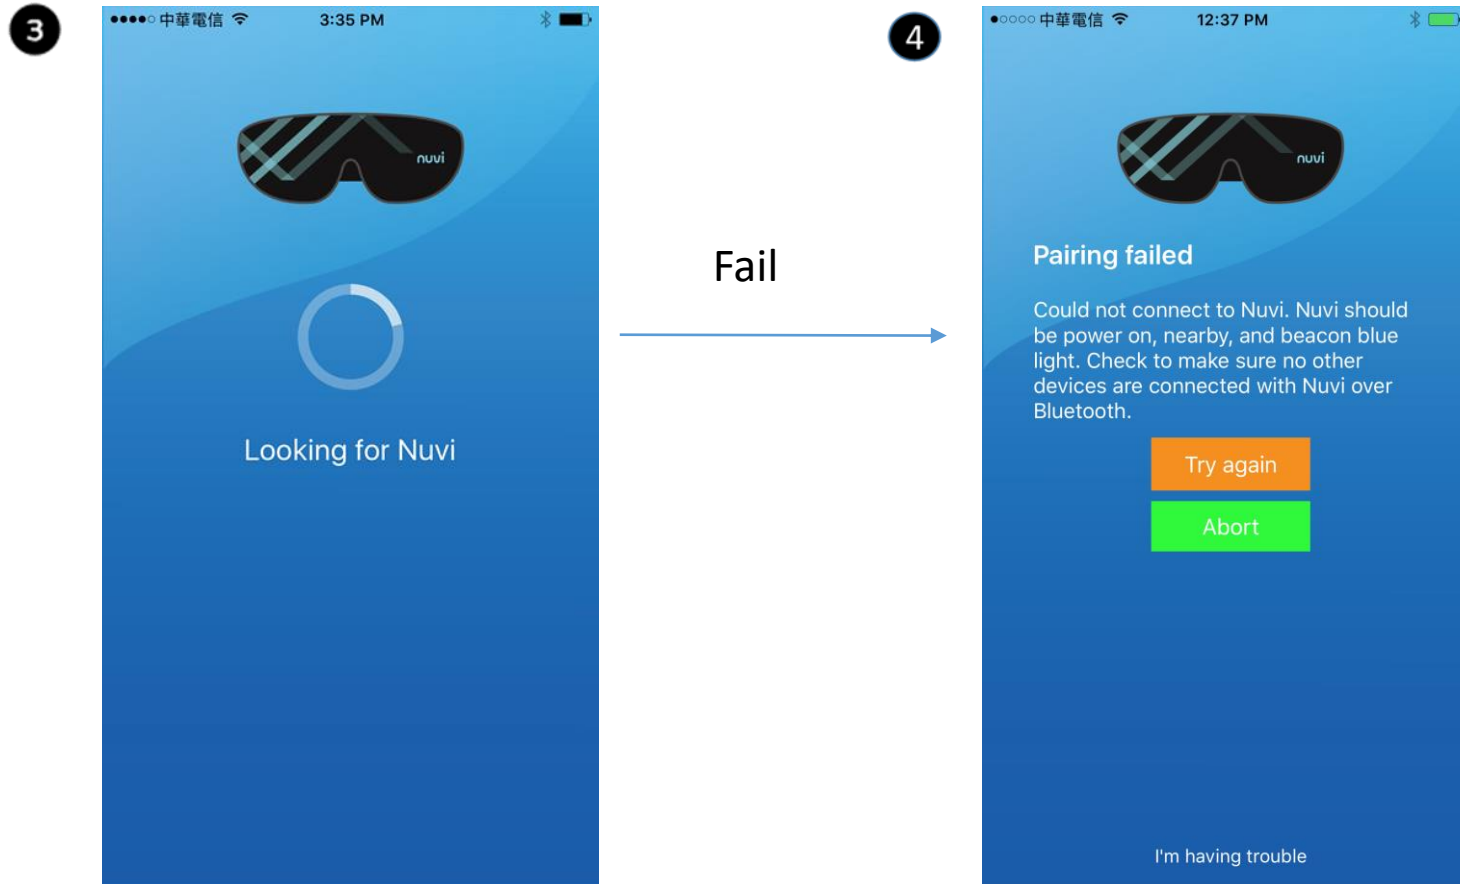 3
中華電信 3:35 PM
nuvi
Looking for Nuvi
Fail
4
中華電信 12:37 PM
nuvi
Pairing failed
Could not connect to Nuvi. Nuvi should
be power on, nearby, and beacon blue
light. Check to make sure no other
devices are connected with Nuvi over
Bluetooth.
Try again
Abort
I'm having trouble